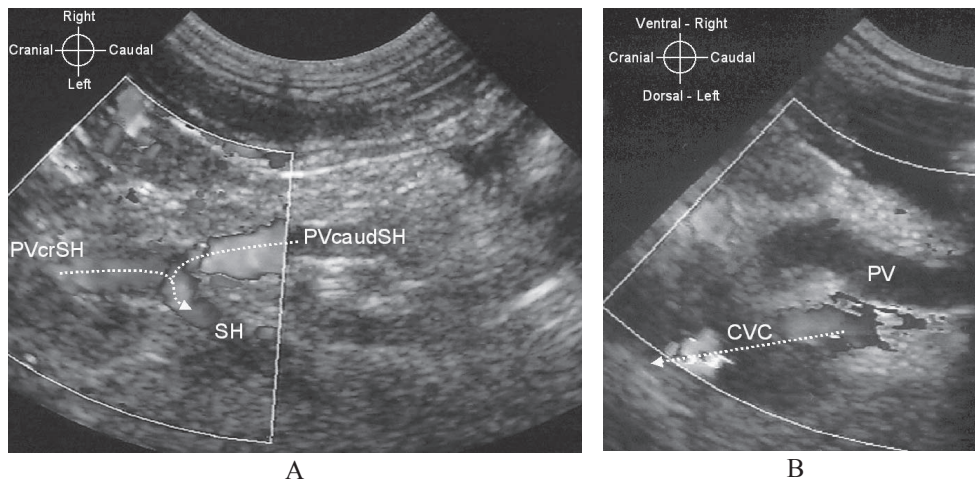 Right
Cranial Caudal
Left
PVcrSH
PVcaudSH
SH
A
Ventral - Right
Cranial Caudal
Dorsal - Left
PV
CVC
B